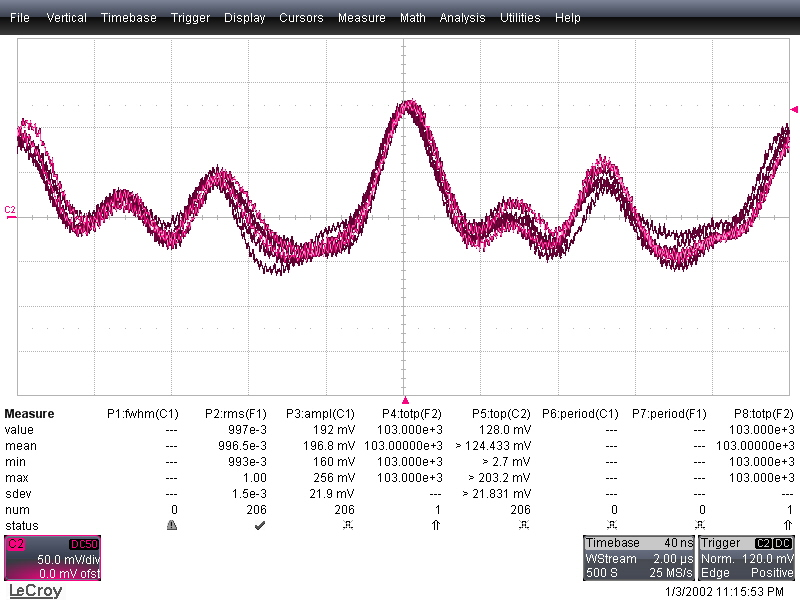 File Vertical Timebase Trigger Display Cursors Measure Math Analysis Utilities Help
C2
Measure P1:fwhm(C1) P2:rms(F1) P3:ampl(C1) P4:totp(F2) P5:top(C2) P6:period(C1) P7:period(F1) P8:totp(F2)
value --- 997e-3 192 mV 103.000e+3 128.0 mV --- --- 103.000e+3
mean --- 996.5e-3 196.8 mV 103.00000e+3 > 124.433 mV --- --- 103.00000e+3
min --- 993e-3 160 mV 103.000e+3 > 2.7 mV --- --- 103.000e+3
max --- 1.00 256 mV 103.000e+3 > 203.2 mV --- --- 103.000e+3
sdev --- 1.5e-3 21.9 mV --- > 21.831 mV --- --- ---
num 0 206 206 1 206 0 0 1
status
C2 DC50
50.0 mV/div
0.0 mV ofst
Timebase 40 ns
WStream 2.00 µs
500 S 25 MS/s
Trigger C2 DC
Norm. 120.0 mV
Edge Positive
LeCroy
1/3/2002 11:15:53 PM